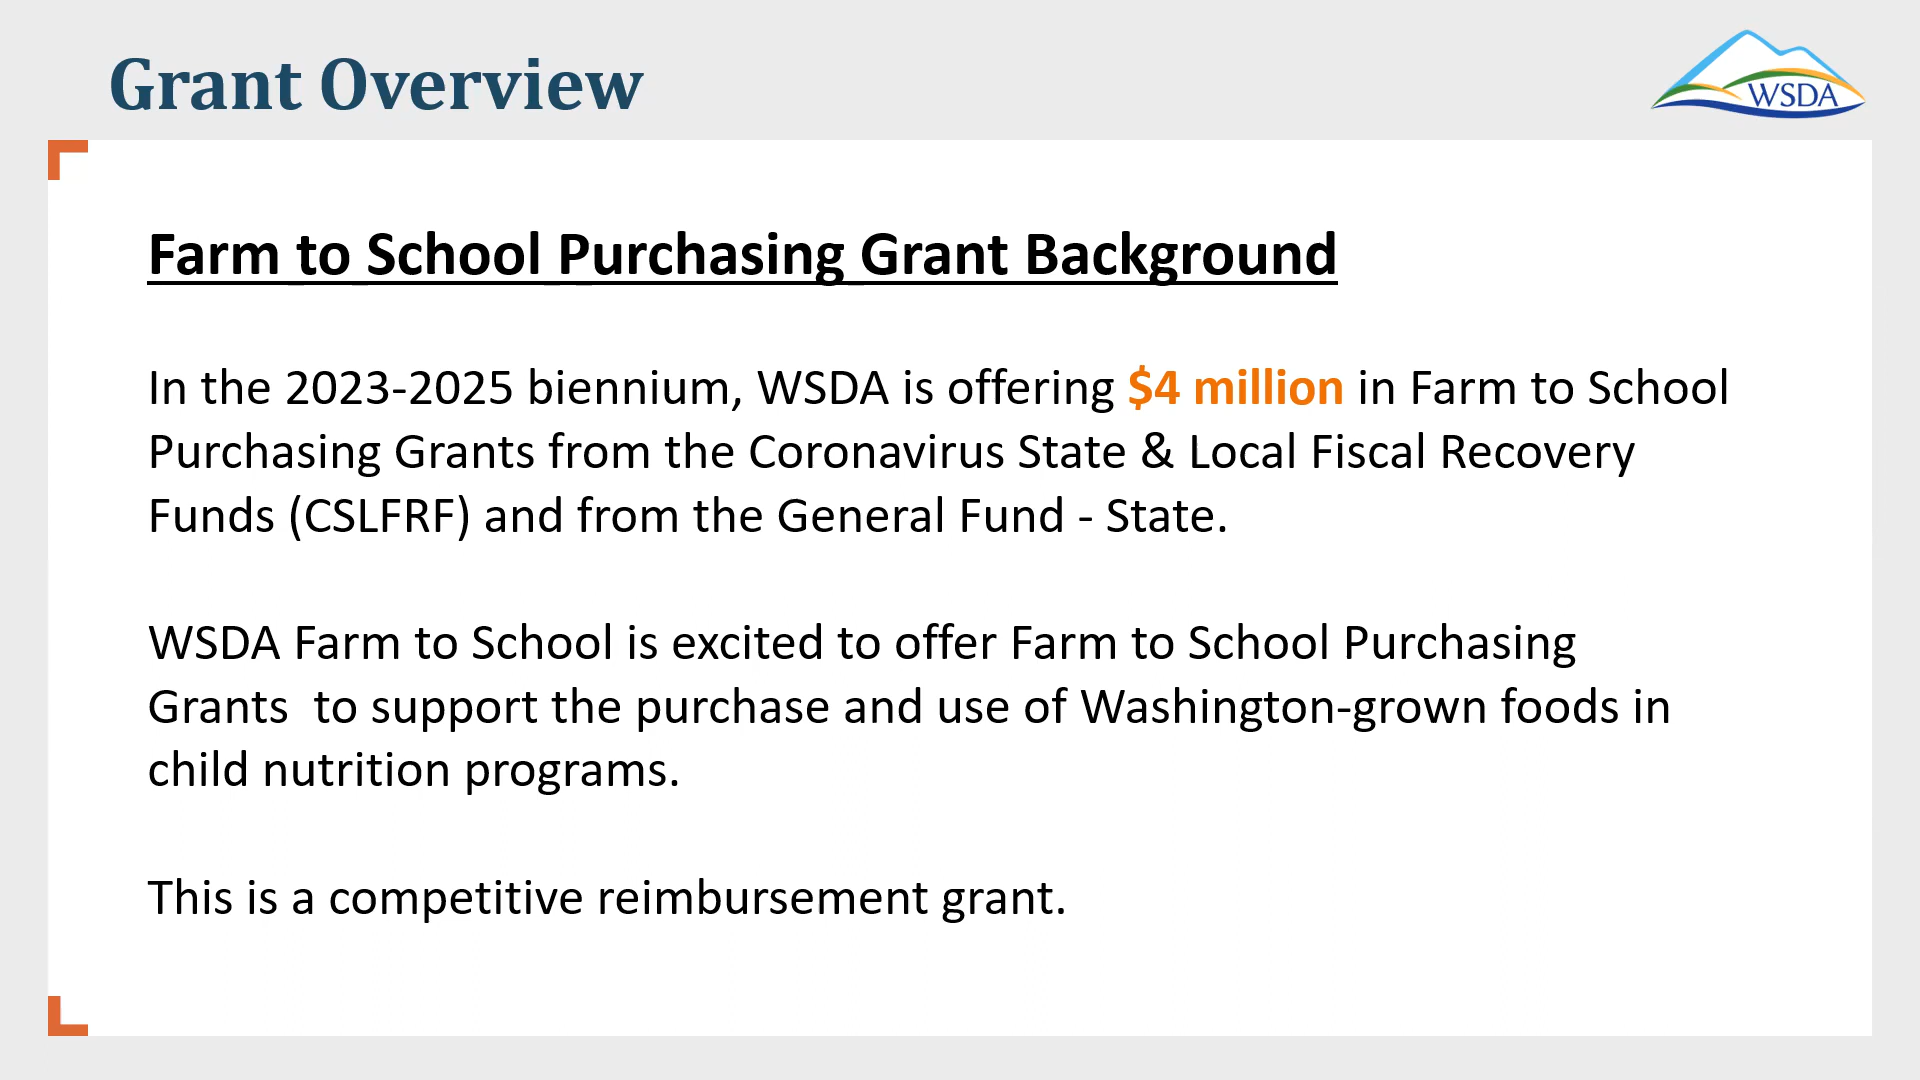 Grant Overview
WSDA
Farm to School Purchasing Grant Background
In the 2023-2025 biennium, WSDA is offering $4 million in Farm to School
Purchasing Grants from the Coronavirus State & Local Fiscal Recovery
Funds (CSLFRF) and from the General Fund - State.
WSDA Farm to School is excited to offer Farm to School Purchasing
Grants  to support the purchase and use of Washington-grown foods in
child nutrition programs.
This is a competitive reimbursement grant.